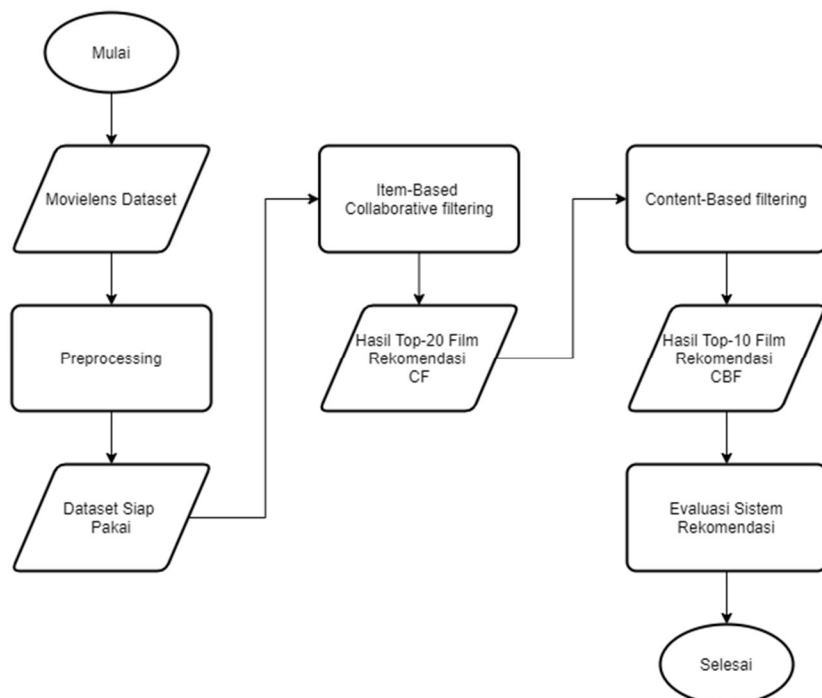 Mulai
Movielens Dataset
Preprocessing
Dataset Siap
Pakai
Item-Based
Collaborative filtering
Hasil Top-20 Film
Rekomendasi
CF
Content-Based filtering
Hasil Top-10 Film
Rekomendasi
CBF
Evaluasi Sistem
Rekomendasi
Selesai